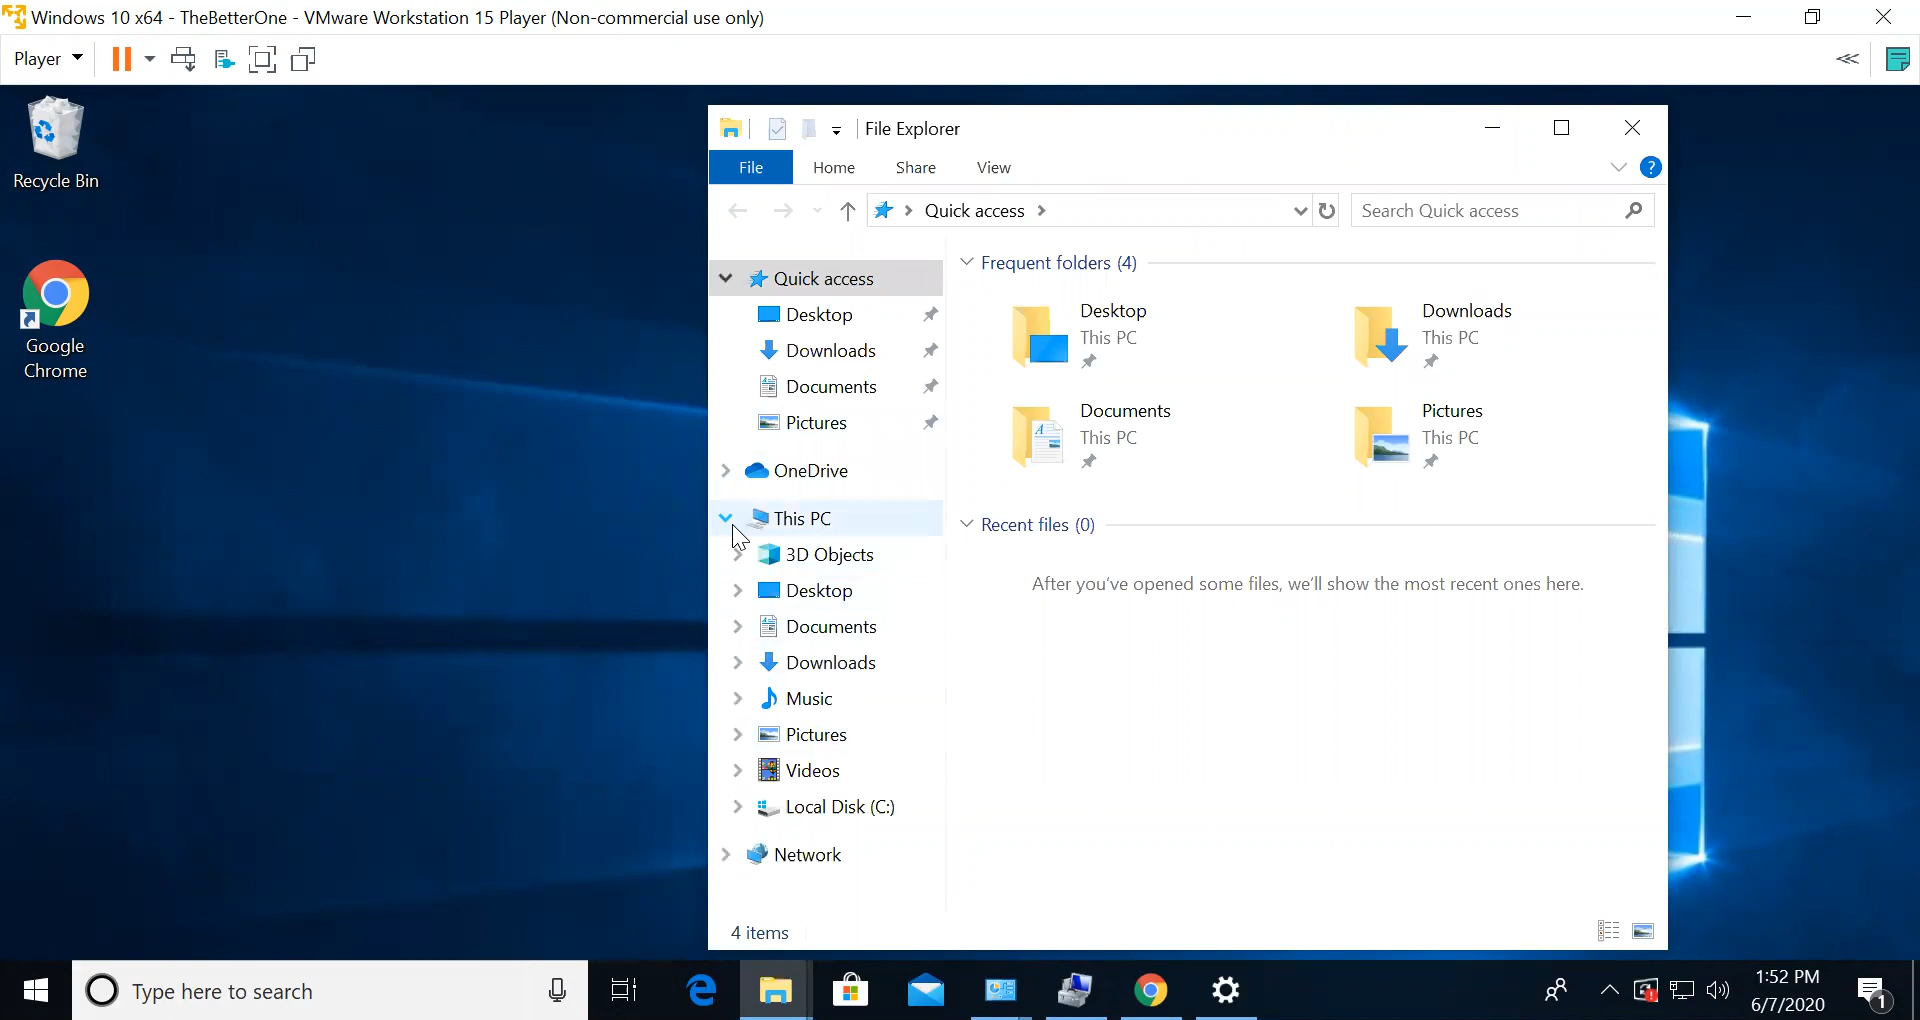 Windows 10 x64 - TheBetterOne - VMware Workstation 15 Player (Non-commercial use only)
Player
Recycle Bin
Google
Chrome
File Explorer
File Home Share View
?
Quick access
Search Quick access
Quick access
Desktop
Downloads
Documents
Pictures
OneDrive
This PC
3D Objects
Desktop
Documents
Downloads
Music
Pictures
Videos
Local Disk (C:)
Network
Frequent folders (4)
Desktop
This PC
Downloads
This PC
Documents
This PC
Pictures
This PC
Recent files (0)
After you've opened some files, we'll show the most recent ones here.
4 items
Type here to search
1:52 PM
6/7/2020
1